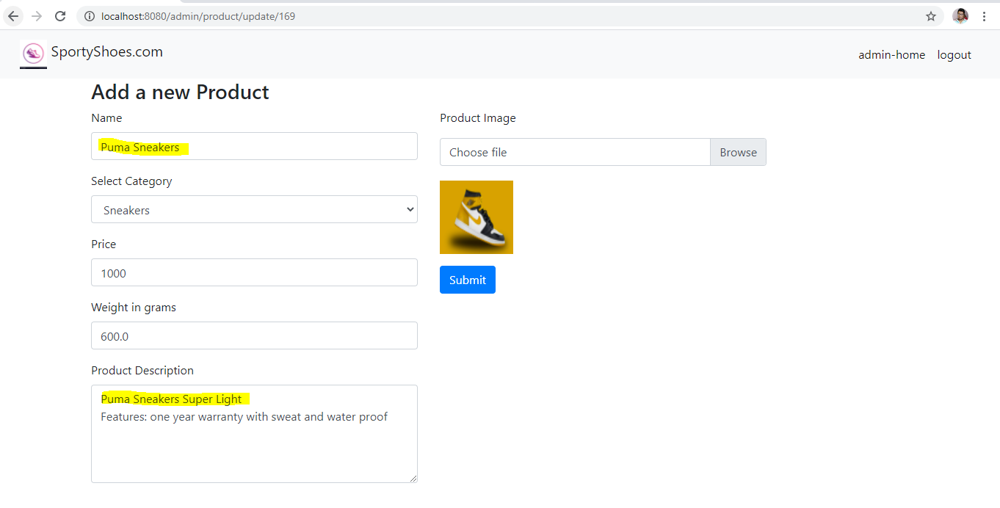 localhost:8080/admin/product/update/169
SportyShoes.com
admin-home logout
Add a new Product
Name
Puma Sneakers
Select Category
Sneakers
Price
1000
Weight in grams
600.0
Product Description
Puma Sneakers Super Light
Features: one year warranty with sweat and water proof
Product Image
Choose file Browse
Submit